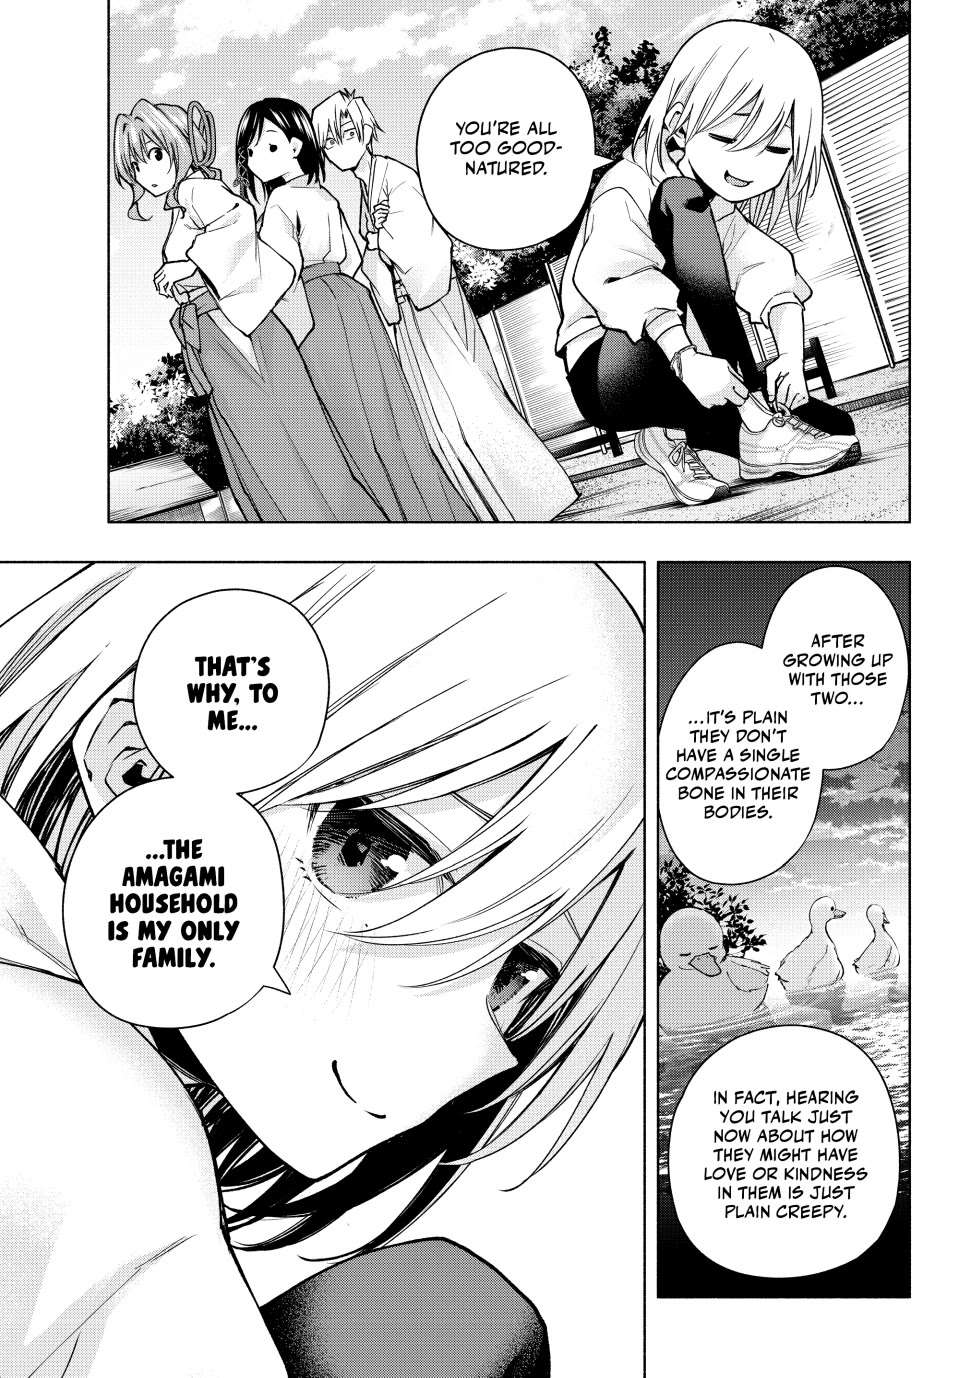 YOU'RE ALL
TOO GOOD-
NATURED.
AFTER
GROWING UP
WITH THOSE
TWO...
...IT'S PLAIN
THEY DON'T
HAVE A SINGLE
COMPASSIONATE
BONE IN THEIR
BODIES.
IN FACT, HEARING
YOU TALK JUST
NOW ABOUT HOW
THEY MIGHT HAVE
LOVE OR KINDNESS
IN THEM IS JUST
PLAIN CREEPY.
THAT'S
WHY, TO
ME...
...THE
AMAGAMI
HOUSEHOLD
IS MY ONLY
FAMILY.